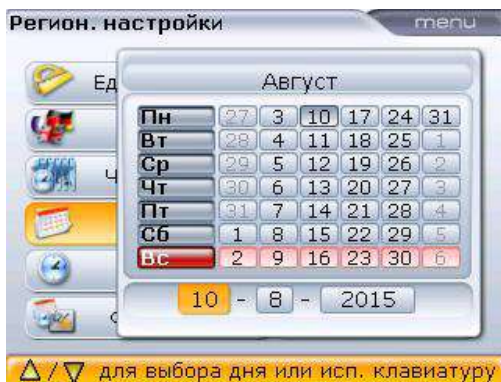 Регион. настройки menu
Ед
Август
Пн 27 3 10 17 24 31
Вт 28 4 11 18 25 1
Ср 29 5 12 19 26 2
Ч
Чт 30 6 13 20 27 3
Пт 31 7 14 21 28 4
Сб 1 8 15 22 29 5
Вс 2 9 16 23 30 6
10 - 8 - 2015
для выбора дня или исп. клавиатуру